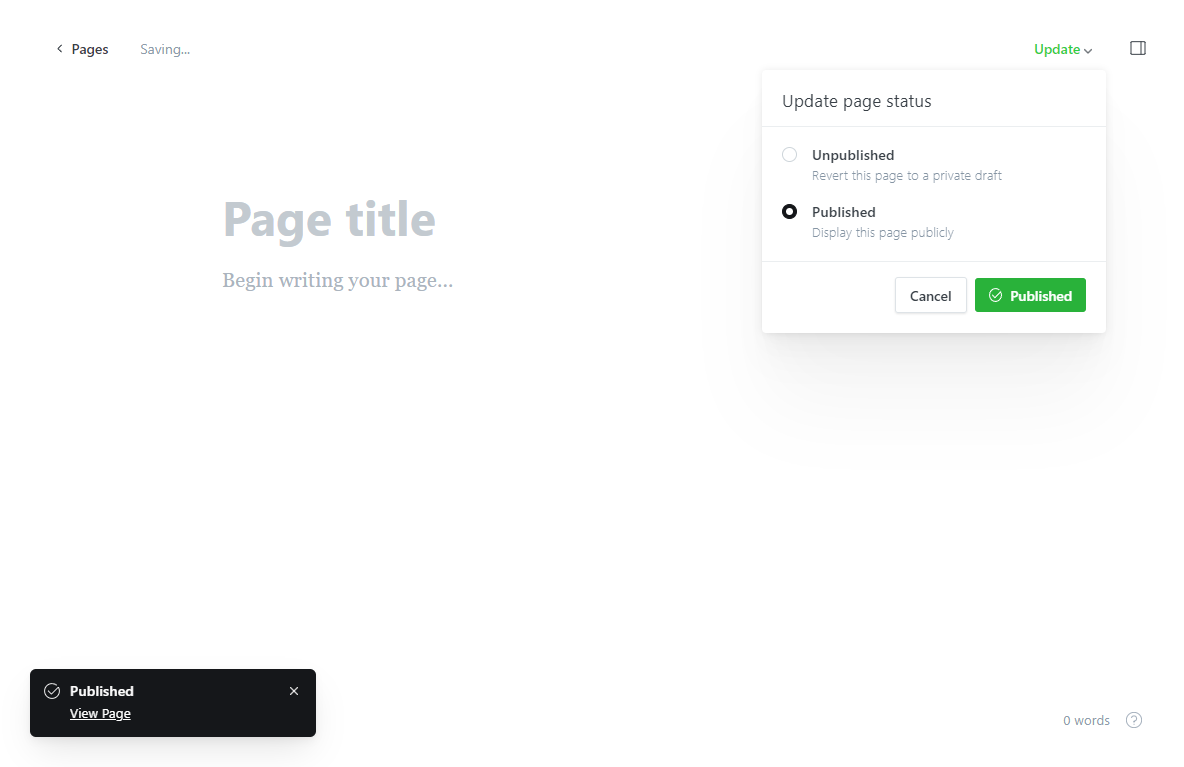 Pages
Saving...
Update
Update page status
Unpublished
Revert this page to a private draft
Published
Display this page publicly
Cancel
Published
Page title
Begin writing your page...
Published
View Page
0 words
?